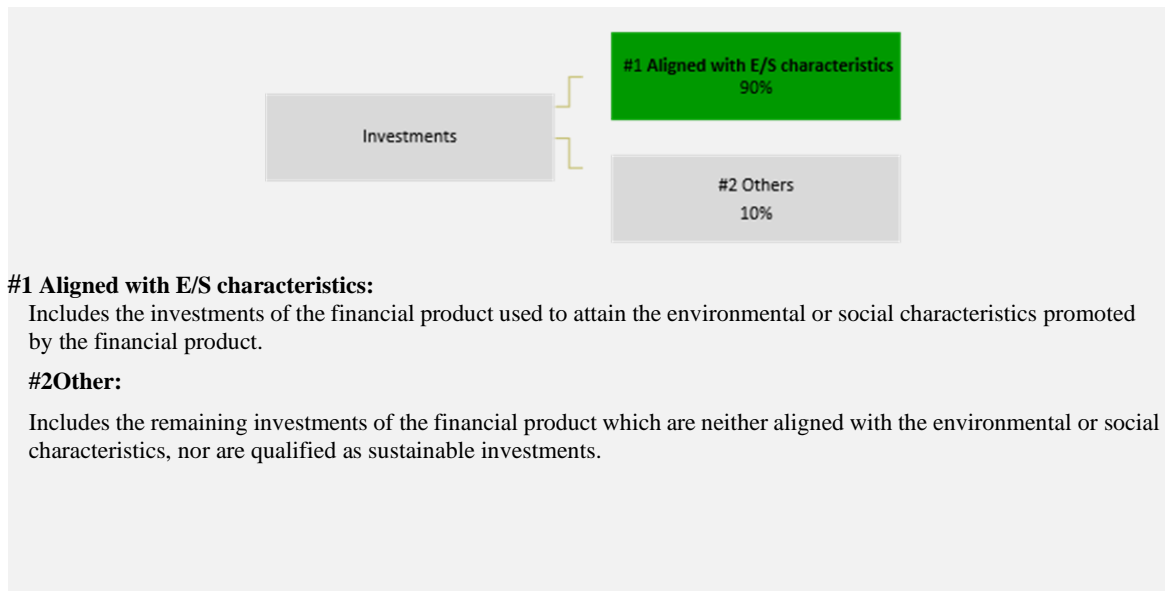 #1 Aligned with E/S characteristics
90%
Investments
#2 Others
10%
#1 Aligned with E/S characteristics:
Includes the investments of the financial product used to attain the environmental or social characteristics promoted
by the financial product.
#2Other:
Includes the remaining investments of the financial product which are neither aligned with the environmental or social
characteristics, nor are qualified as sustainable investments.